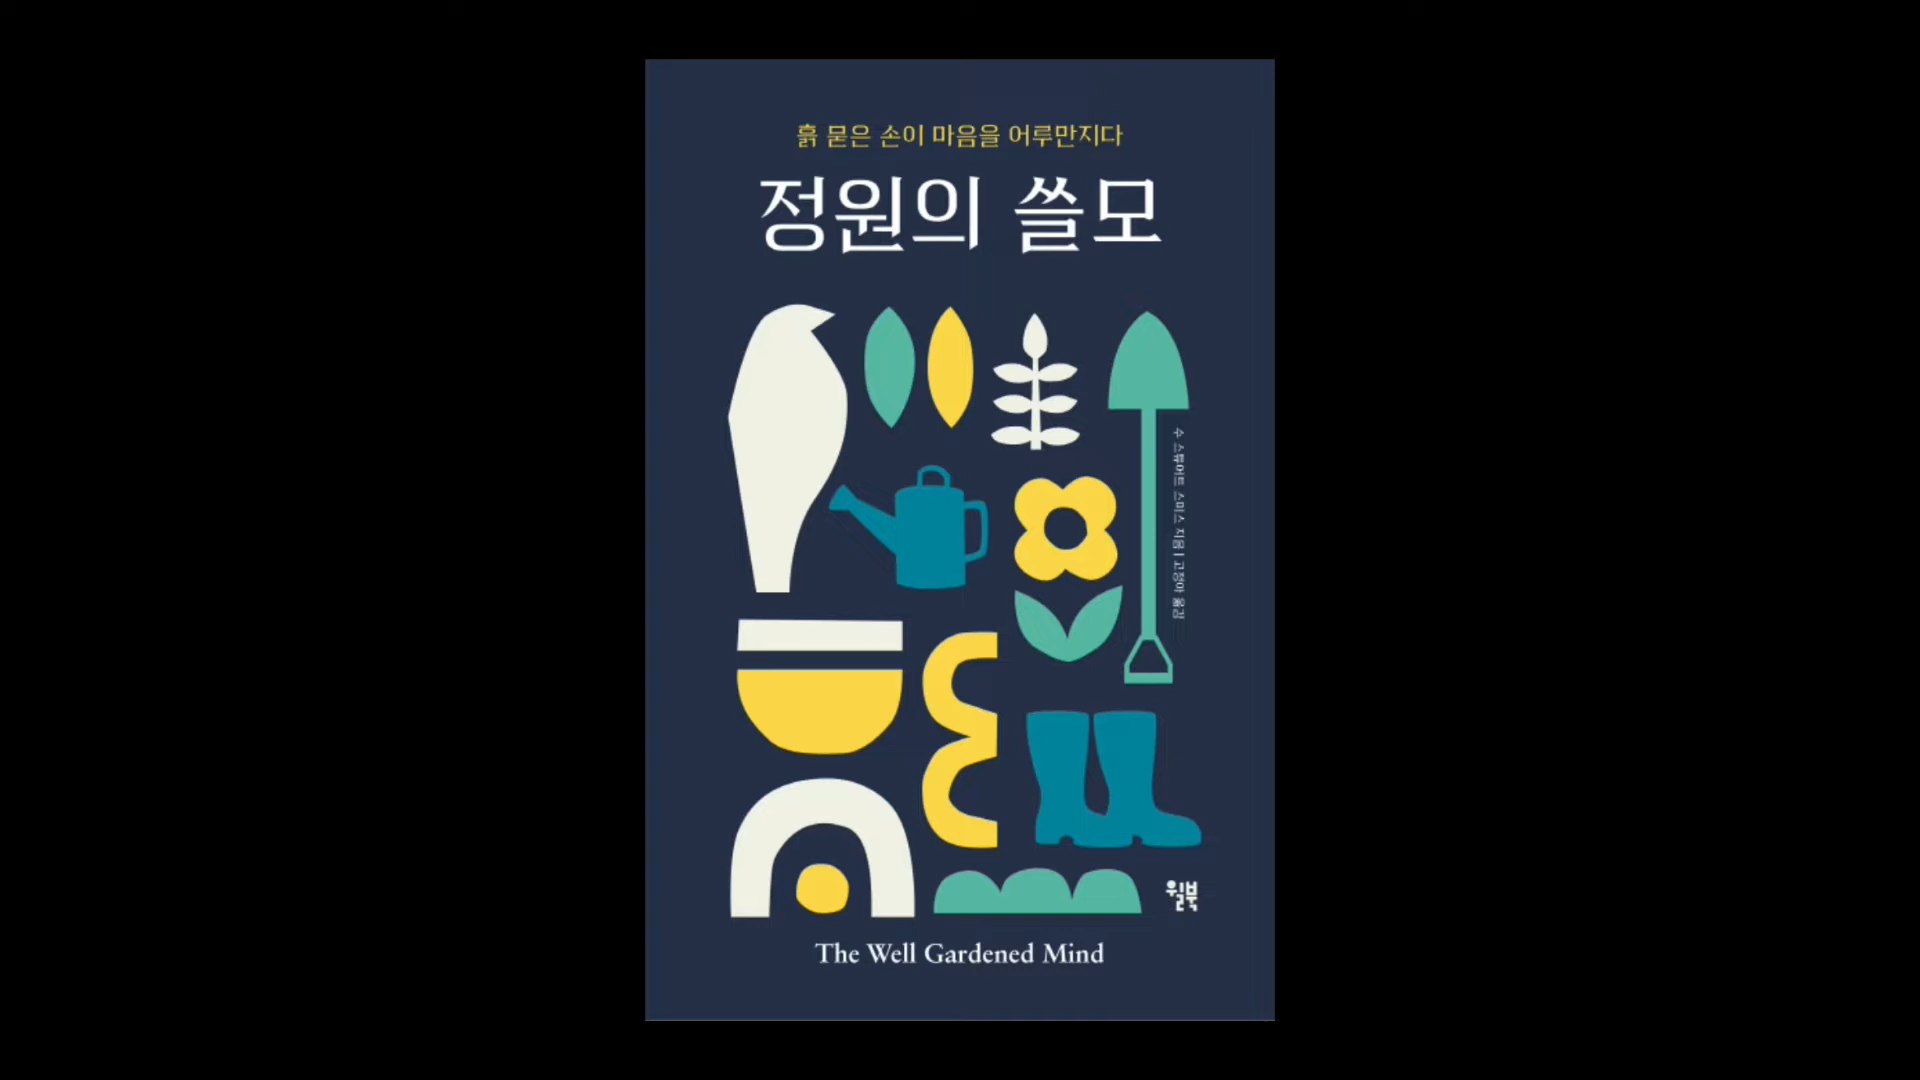 흙 묻은 손이 마음을 어루만지다
정원의 쓸모
수 스튜어트 스미스 지음 | 고정아 옮김
윌북
The Well Gardened Mind